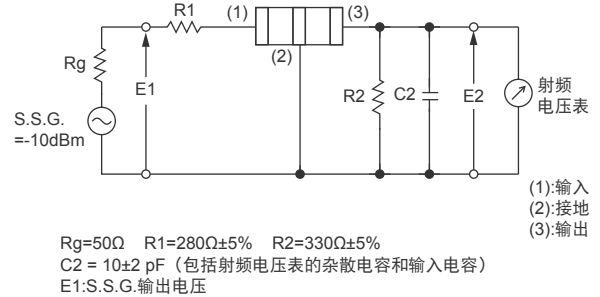 R1
(1)
(3)
(2)
Rg
E1
R2
C2
E2
射频
电压表
S.S.G.
=-10dBm
(1):输入
(2):接地
(3):输出
Rg=50Ω R1=280Ω±5% R2=330Ω±5%
C2 = 10±2 pF（包括射频电压表的杂散电容和输入电容）
E1:S.S.G.输出电压